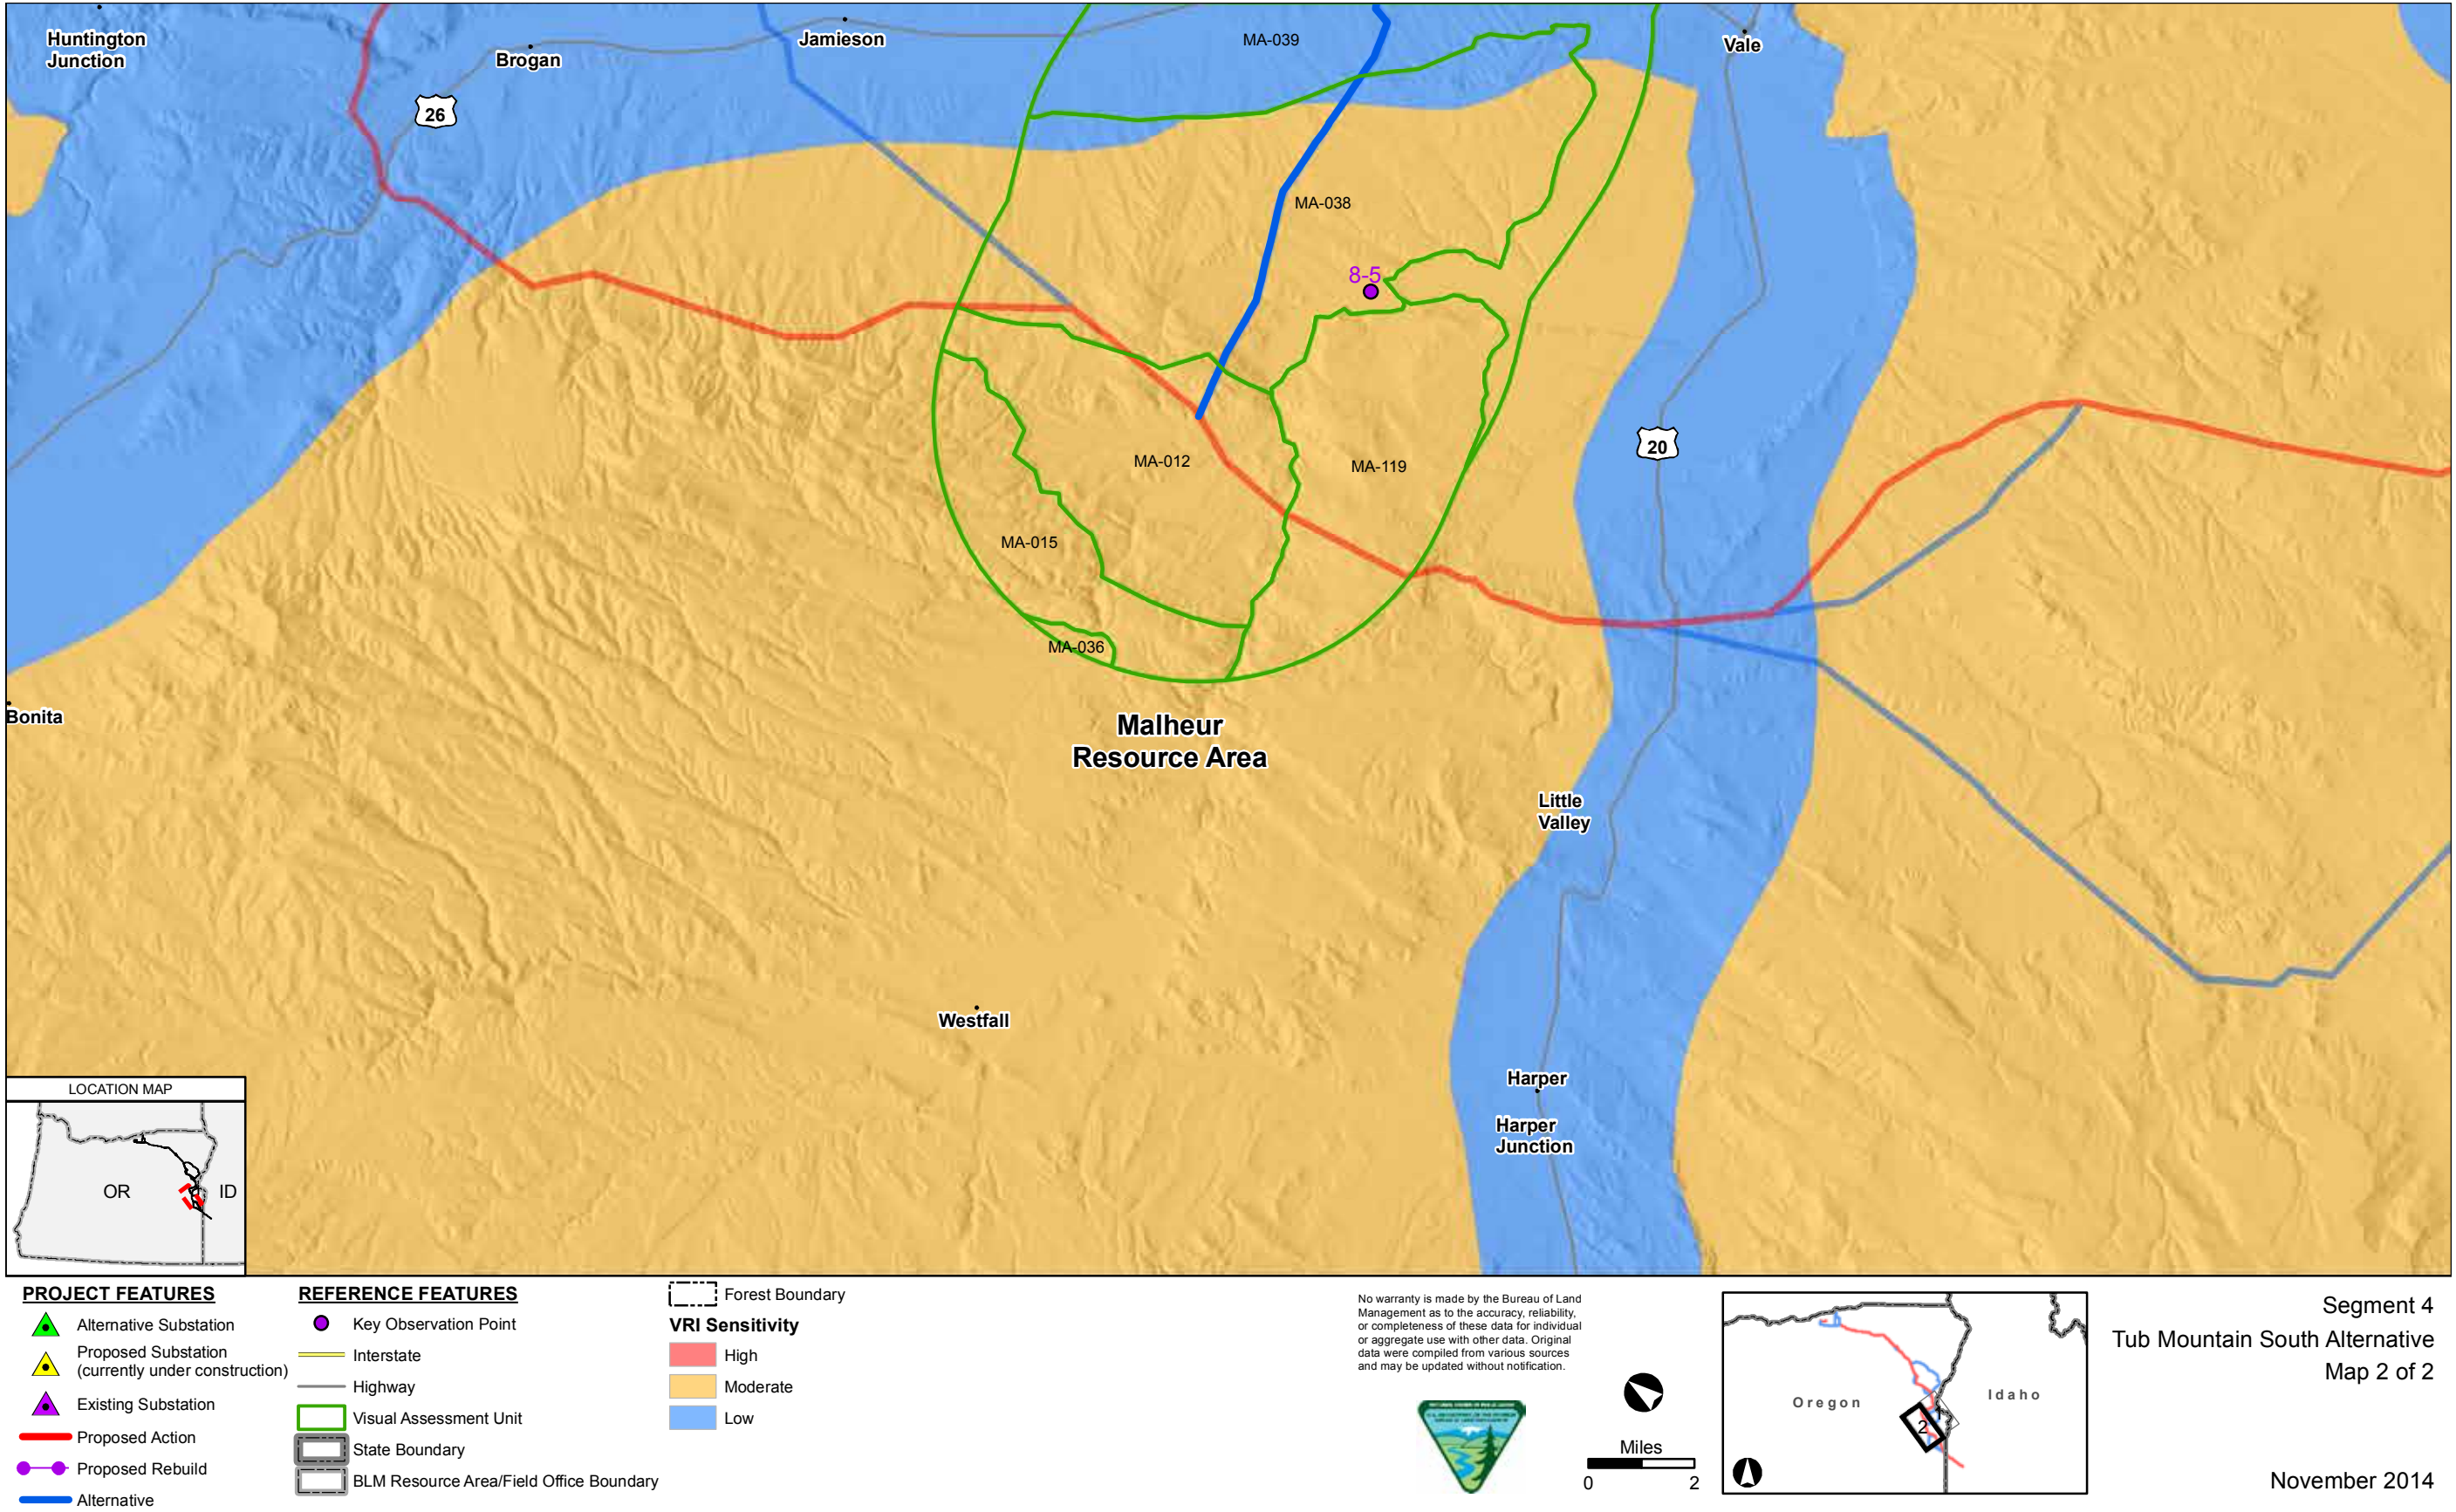 Huntington
Junction
Brogan
Jamieson
MA-039
Vale
26
MA-038
8-5
20
MA-012
MA-119
MA-015
MA-036
Bonita
Malheur
Resource Area
Little
Valley
Westfall
Harper
Harper
Junction
LOCATION MAP
OR
ID
PROJECT FEATURES
Alternative Substation
Proposed Substation
(currently under construction)
Existing Substation
Proposed Action
Proposed Rebuild
Alternative
REFERENCE FEATURES
Key Observation Point
Interstate
Highway
Visual Assessment Unit
State Boundary
BLM Resource Area/Field Office Boundary
Forest Boundary
VRI Sensitivity
High
Moderate
Low
No warranty is made by the Bureau of Land
Management as to the accuracy, reliability,
or completeness of these data for individual
or aggregate use with other data. Original
data were compiled from various sources
and may be updated without notification.
Miles
0 2
Oregon
Idaho
1
2
Segment 4
Tub Mountain South Alternative
Map 2 of 2
November 2014